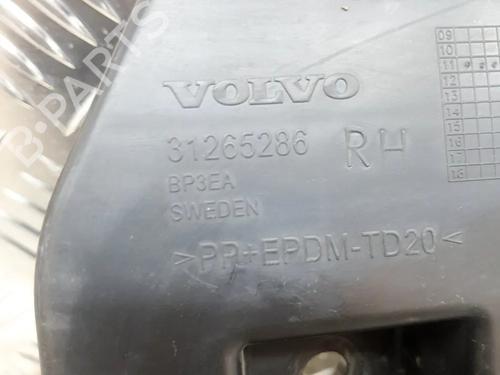 VOLVO
31265286 RH
BP3EA
SWEDEN
>PP+EPDM-TD20<
09
10
11
12
13
14
15
16
17
18
B-PARTS